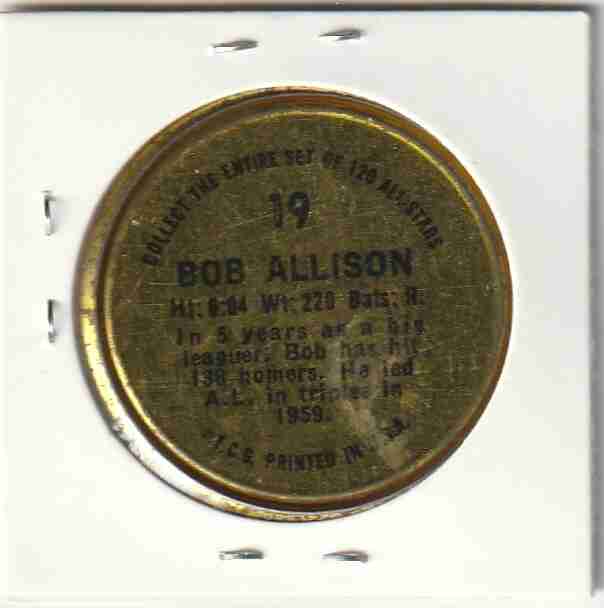 COLLECT THE ENTIRE SET OF 120 ALL-STARS
19
BOB ALLISON
Ht: 6:04 Wt: 220 Bats: R.
In 5 years as a big
leaguer, Bob has hit
136 homers. He led
A.L. in triples in
1959.
©T.C.G. PRINTED IN U.S.A.